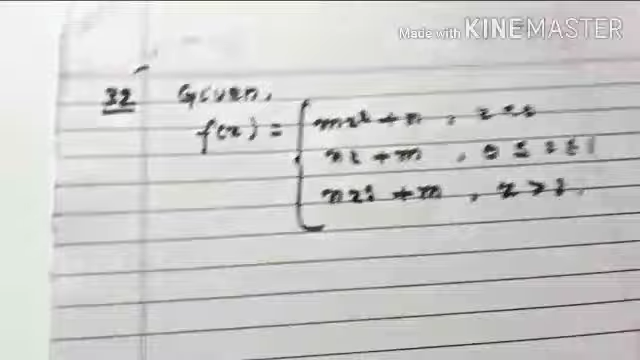 Made with KINEMASTER
32 Given,
f(x) = mx² + n, x < 0
nx + m, 0 ≤ x ≤ 1
nx³ + m, x > 1